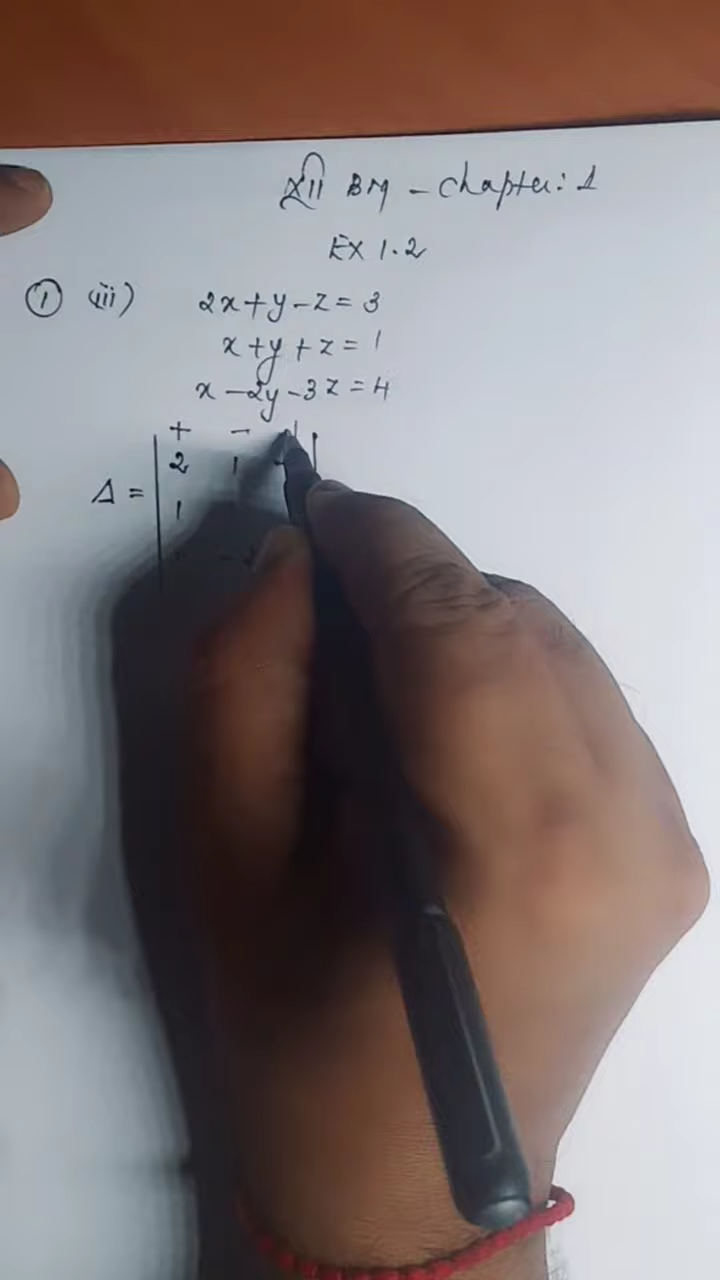 XII BM - Chapter: 1
EX 1.2
① (iii) 2x+y-z=3
x+y+z=1
x-2y-3z=4
+ -
2 1
Δ =
1